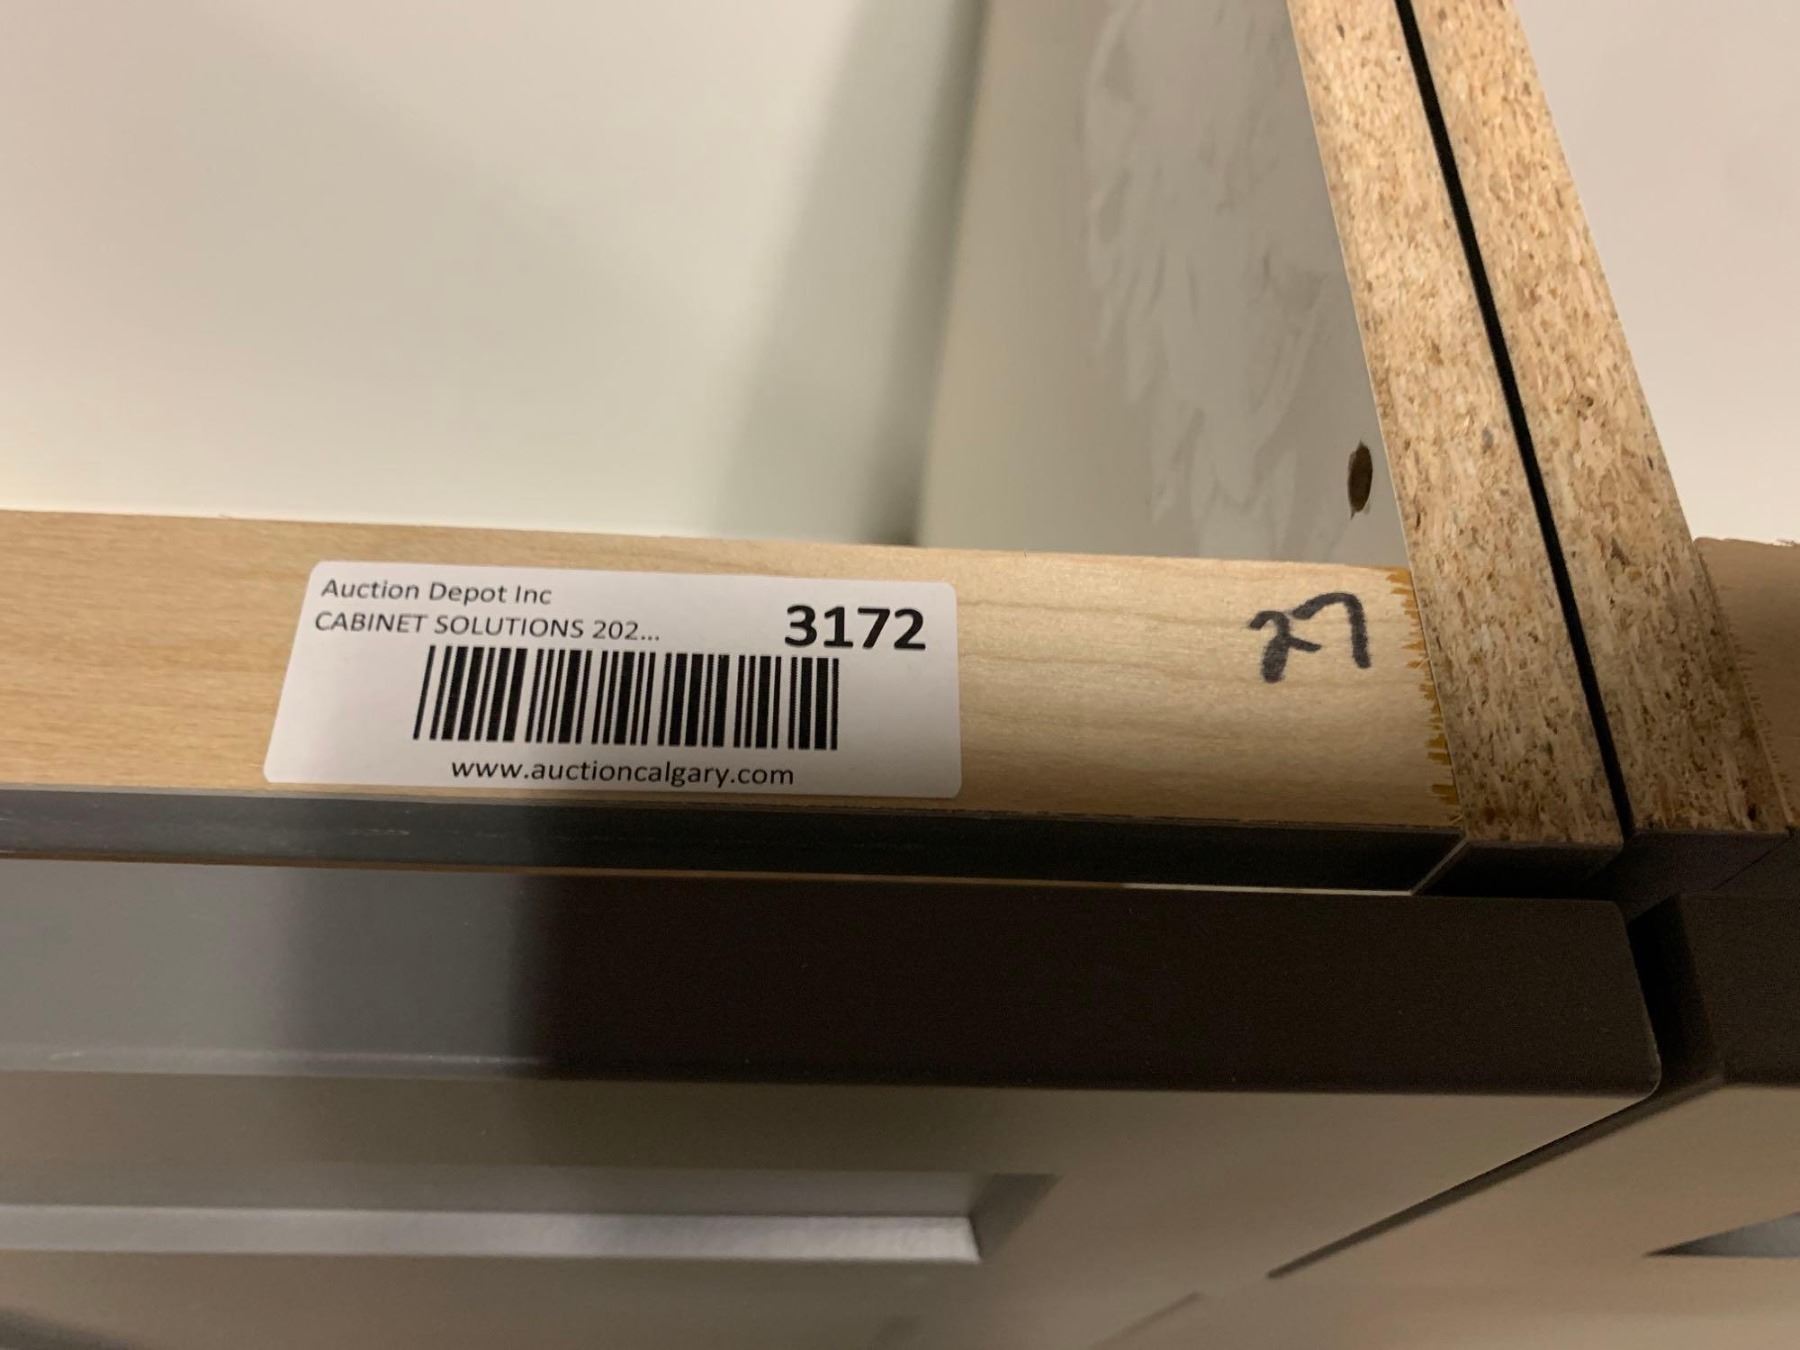 Auction Depot Inc
CABINET SOLUTIONS 202...
3172
www.auctioncalgary.com
27